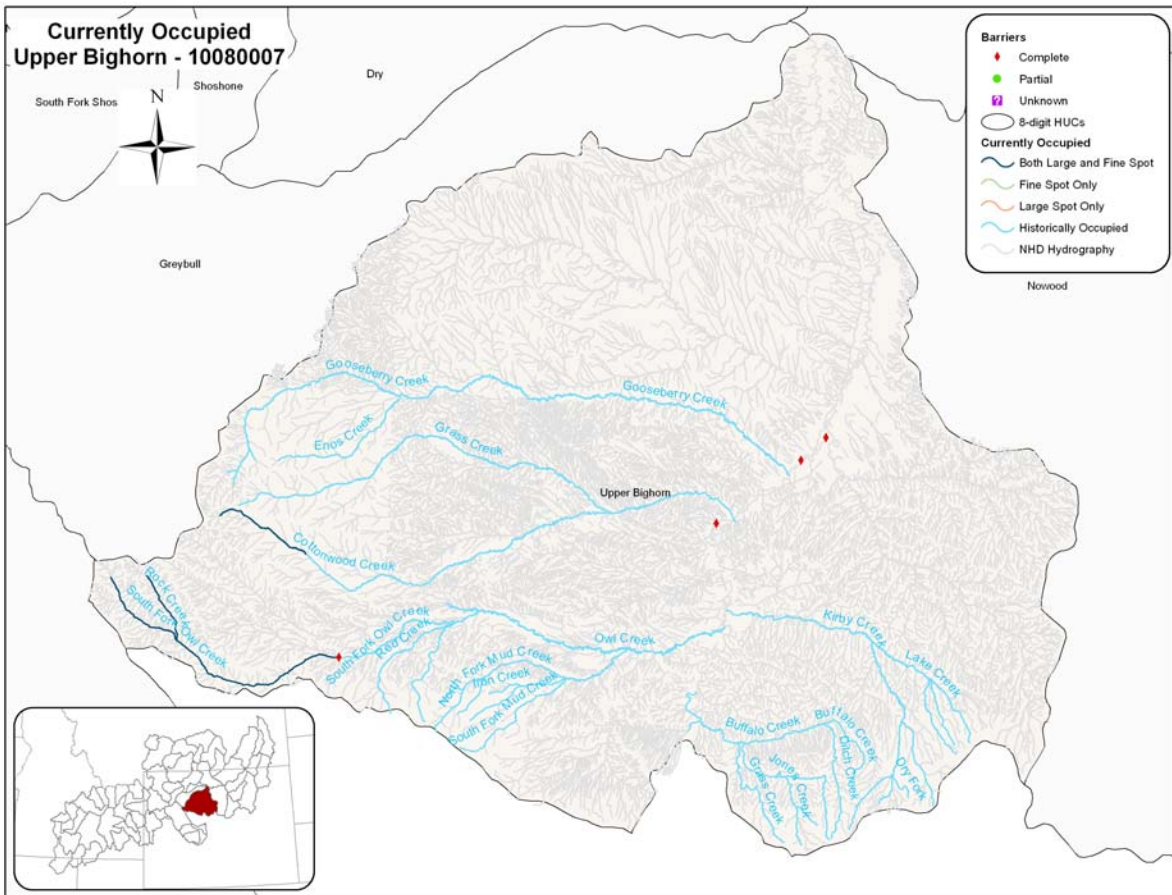 Currently Occupied
Upper Bighorn - 10080007
Shoshone
South Fork Shos
Dry
N
Greybull
Nowood
Barriers
Complete
Partial
?
Unknown
8-digit HUCs
Currently Occupied
Both Large and Fine Spot
Fine Spot Only
Large Spot Only
Historically Occupied
NHD Hydrography
Gooseberry Creek
Gooseberry Creek
Enos Creek
Grass Creek
Upper Bighorn
Cottonwood Creek
Rock Creek
South Fork Owl Creek
South Fork Owl Creek
Red Creek
Owl Creek
North Fork Mud Creek
Iron Creek
South Fork Mud Creek
Kirby Creek
Lake Creek
Buffalo Creek
Buffalo Creek
Ditch Creek
Jones Creek
Grass Creek
Dry Fork